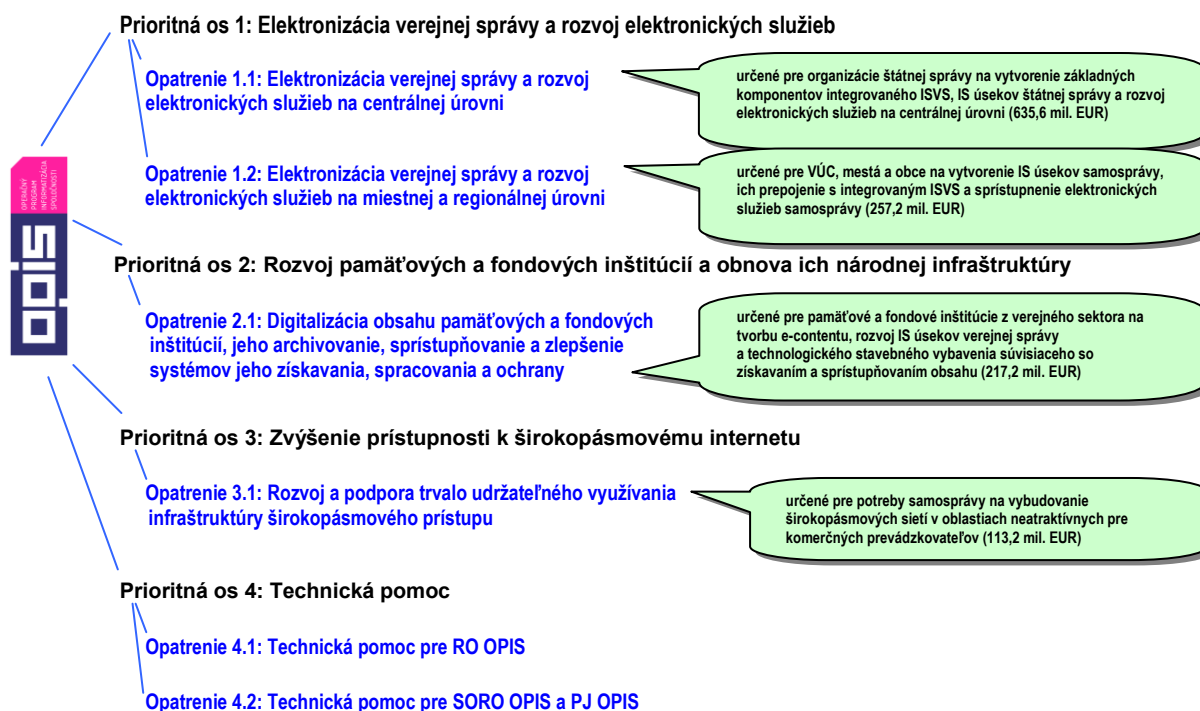 Prioritná os 1: Elektronizácia verejnej správy a rozvoj elektronických služieb
Opatrenie 1.1: Elektronizácia verejnej správy a rozvoj
elektronických služieb na centrálnej úrovni
určené pre organizácie štátnej správy na vytvorenie základných
komponentov integrovaného ISVS, IS úsekov štátnej správy a rozvoj
elektronických služieb na centrálnej úrovni (635,6 mil. EUR)
Opatrenie 1.2: Elektronizácia verejnej správy a rozvoj
elektronických služieb na miestnej a regionálnej úrovni
určené pre VÚC, mestá a obce na vytvorenie IS úsekov samosprávy,
ich prepojenie s integrovaným ISVS a sprístupnenie elektronických
služieb samosprávy (257,2 mil. EUR)
OPERAČNÝ
PROGRAM
INFORMATIZÁCIA
SPOLOČNOSTI
opis
Prioritná os 2: Rozvoj pamäťových a fondových inštitúcií a obnova ich národnej infraštruktúry
Opatrenie 2.1: Digitalizácia obsahu pamäťových a fondových
inštitúcií, jeho archivovanie, sprístupňovanie a zlepšenie
systémov jeho získavania, spracovania a ochrany
určené pre pamäťové a fondové inštitúcie z verejného sektora na
tvorbu e-contentu, rozvoj IS úsekov verejnej správy
a technologického stavebného vybavenia súvisiaceho so
získavaním a sprístupňovaním obsahu (217,2 mil. EUR)
Prioritná os 3: Zvýšenie prístupnosti k širokopásmovému internetu
Opatrenie 3.1: Rozvoj a podpora trvalo udržateľného využívania
infraštruktúry širokopásmového prístupu
určené pre potreby samosprávy na vybudovanie
širokopásmových sietí v oblastiach neatraktívnych pre
komerčných prevádzkovateľov (113,2 mil. EUR)
Prioritná os 4: Technická pomoc
Opatrenie 4.1: Technická pomoc pre RO OPIS
Opatrenie 4.2: Technická pomoc pre SORO OPIS a PJ OPIS